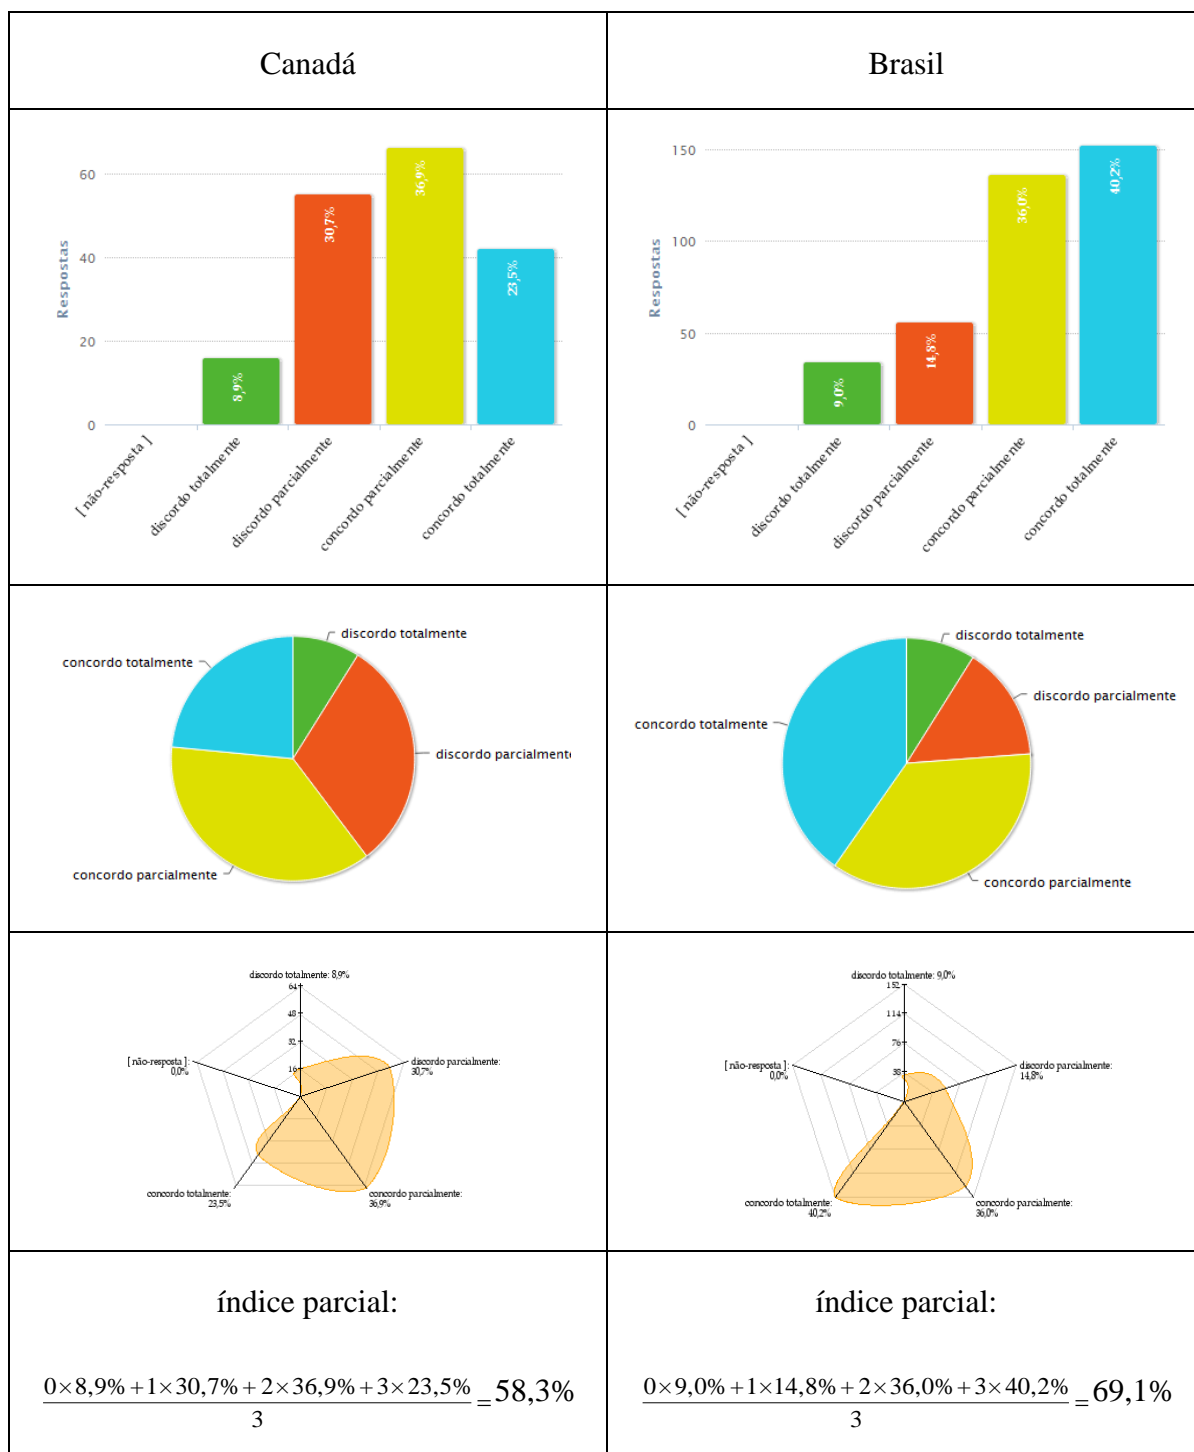 Canadá
Brasil
60
40
20
0
Respostas
8,9%
30,7%
36,9%
23,5%
[ não-resposta ]
discordo totalmente
discordo parcialmente
concordo parcialmente
concordo totalmente
150
100
50
0
Respostas
9,0%
14,8%
36,0%
40,2%
[ não-resposta ]
discordo totalmente
discordo parcialmente
concordo parcialmente
concordo totalmente
discordo totalmente
concordo totalmente
discordo parcialment
concordo parcialmente
discordo totalmente
discordo parcialmente
concordo totalmente
concordo parcialmente
discordo totalmente: 8,9%
64
48
32
16
[ não-resposta ]:
0,0%
discordo parcialmente:
30,7%
concordo totalmente:
23,5%
concordo parcialmente:
36,9%
discordo totalmente: 9,0%
152
114
76
38
[ não-resposta ]:
0,0%
discordo parcialmente:
14,8%
concordo totalmente:
40,2%
concordo parcialmente:
36,0%
índice parcial:
0×8,9% + 1×30,7% + 2×36,9% + 3×23,5%
3
= 58,3%
índice parcial:
0×9,0% + 1×14,8% + 2×36,0% + 3×40,2%
3
= 69,1%